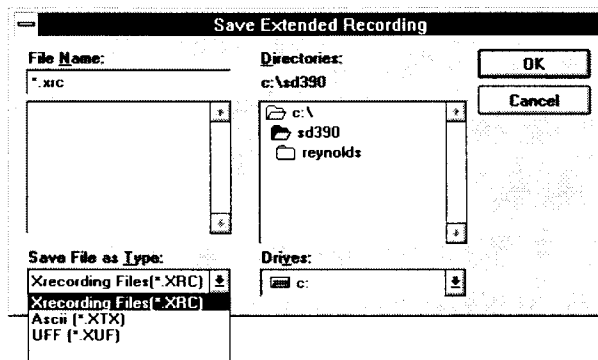 Save Extended Recording
File Name:
*.xrc
Directories:
c:\sd390
c:\
sd390
reynolds
OK
Cancel
Save File as Type:
Xrecording Files(*.XRC)
Xrecording Files(*.XRC)
Ascii (*.XTX)
UFF (*.XUF)
Drives:
c: